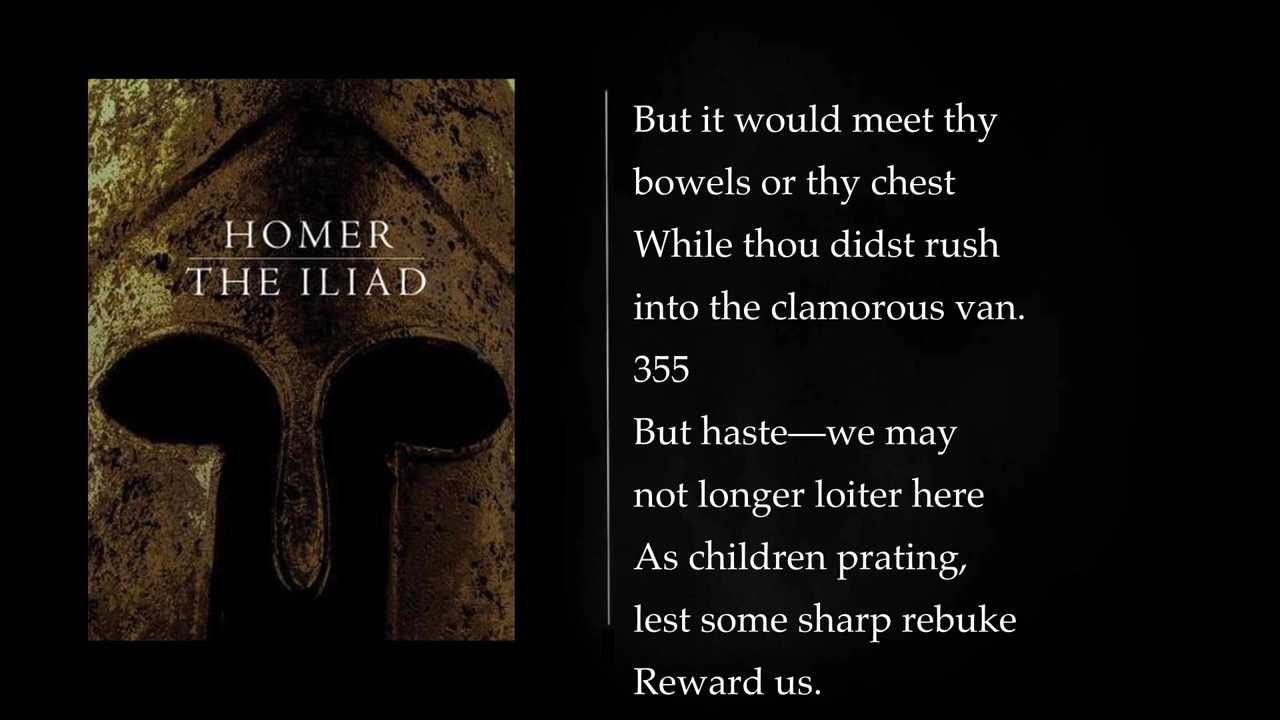 HOMER
THE ILIAD
But it would meet thy
bowels or thy chest
While thou didst rush
into the clamorous van.
355
But haste—we may
not longer loiter here
As children prating,
lest some sharp rebuke
Reward us.